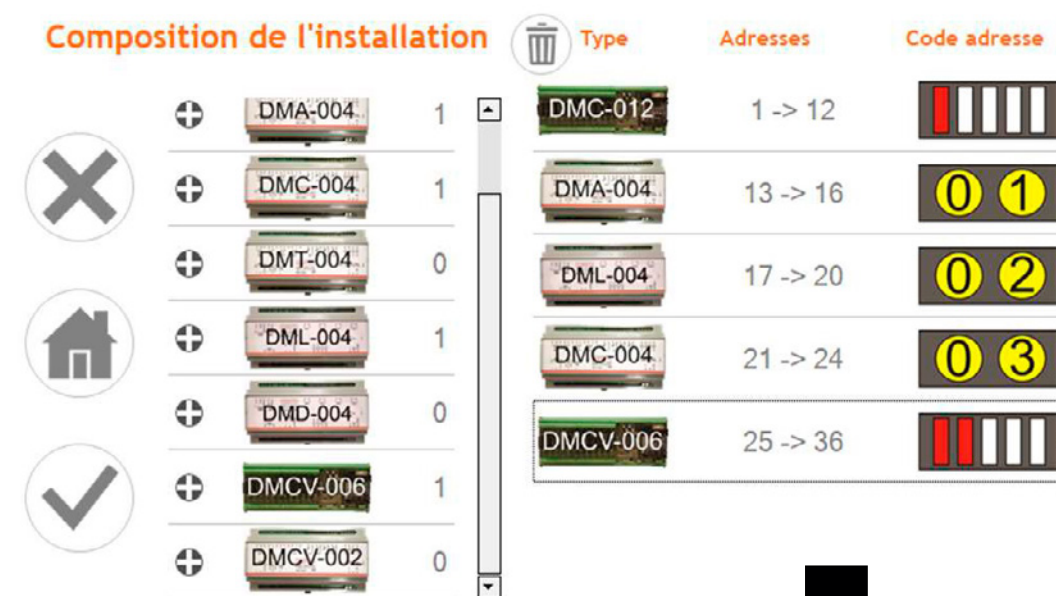 Composition de l'installation
DMA-004 1
DMC-004 1
DMT-004 0
DML-004 1
DMD-004 0
DMCV-006 1
DMCV-002 0
Type Adresses Code adresse
DMC-012 1 -> 12
DMA-004 13 -> 16 0 1
DML-004 17 -> 20 0 2
DMC-004 21 -> 24 0 3
DMCV-006 25 -> 36